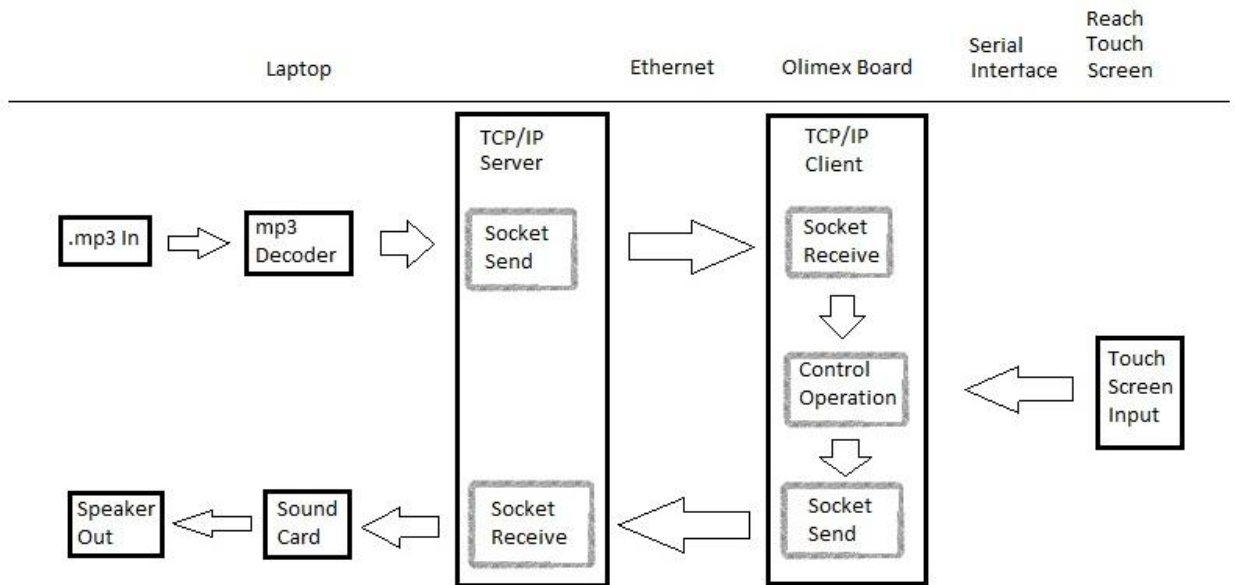 Laptop
Ethernet
Olimex Board
Serial
Interface
Reach
Touch
Screen
TCP/IP
Server
TCP/IP
Client
.mp3 In
mp3
Decoder
Socket
Send
Socket
Receive
Control
Operation
Touch
Screen
Input
Speaker
Out
Sound
Card
Socket
Receive
Socket
Send